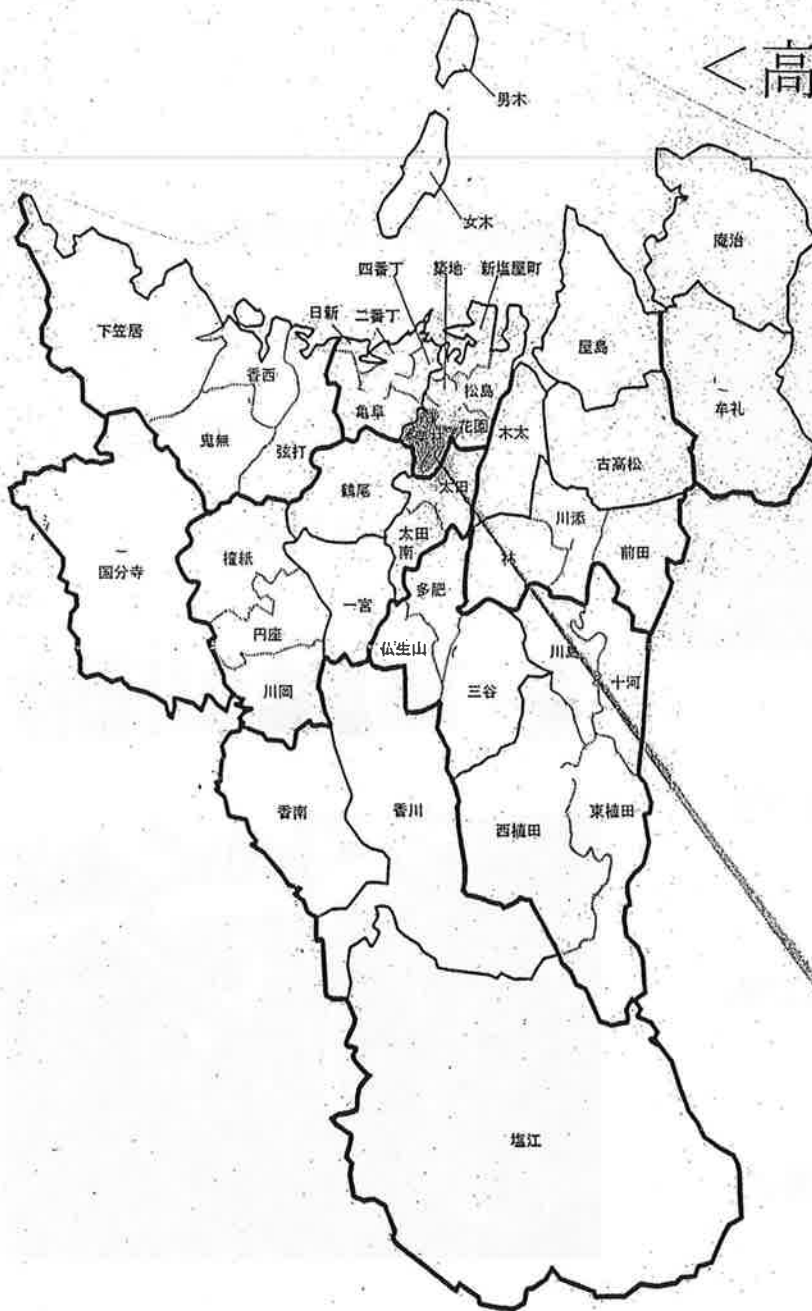 ＜高
男木
女木
庵治
四番丁
築地
新塩屋町
日新
二番丁
下笠居
屋島
香西
松島
牟礼
亀阜
花園
木太
鬼無
弦打
古高松
鶴尾
太田
川添
太田
南
檀紙
林
前田
国分寺
多肥
一宮
円座
仏生山
川島
十河
三谷
川岡
香南
香川
西植田
東植田
塩江